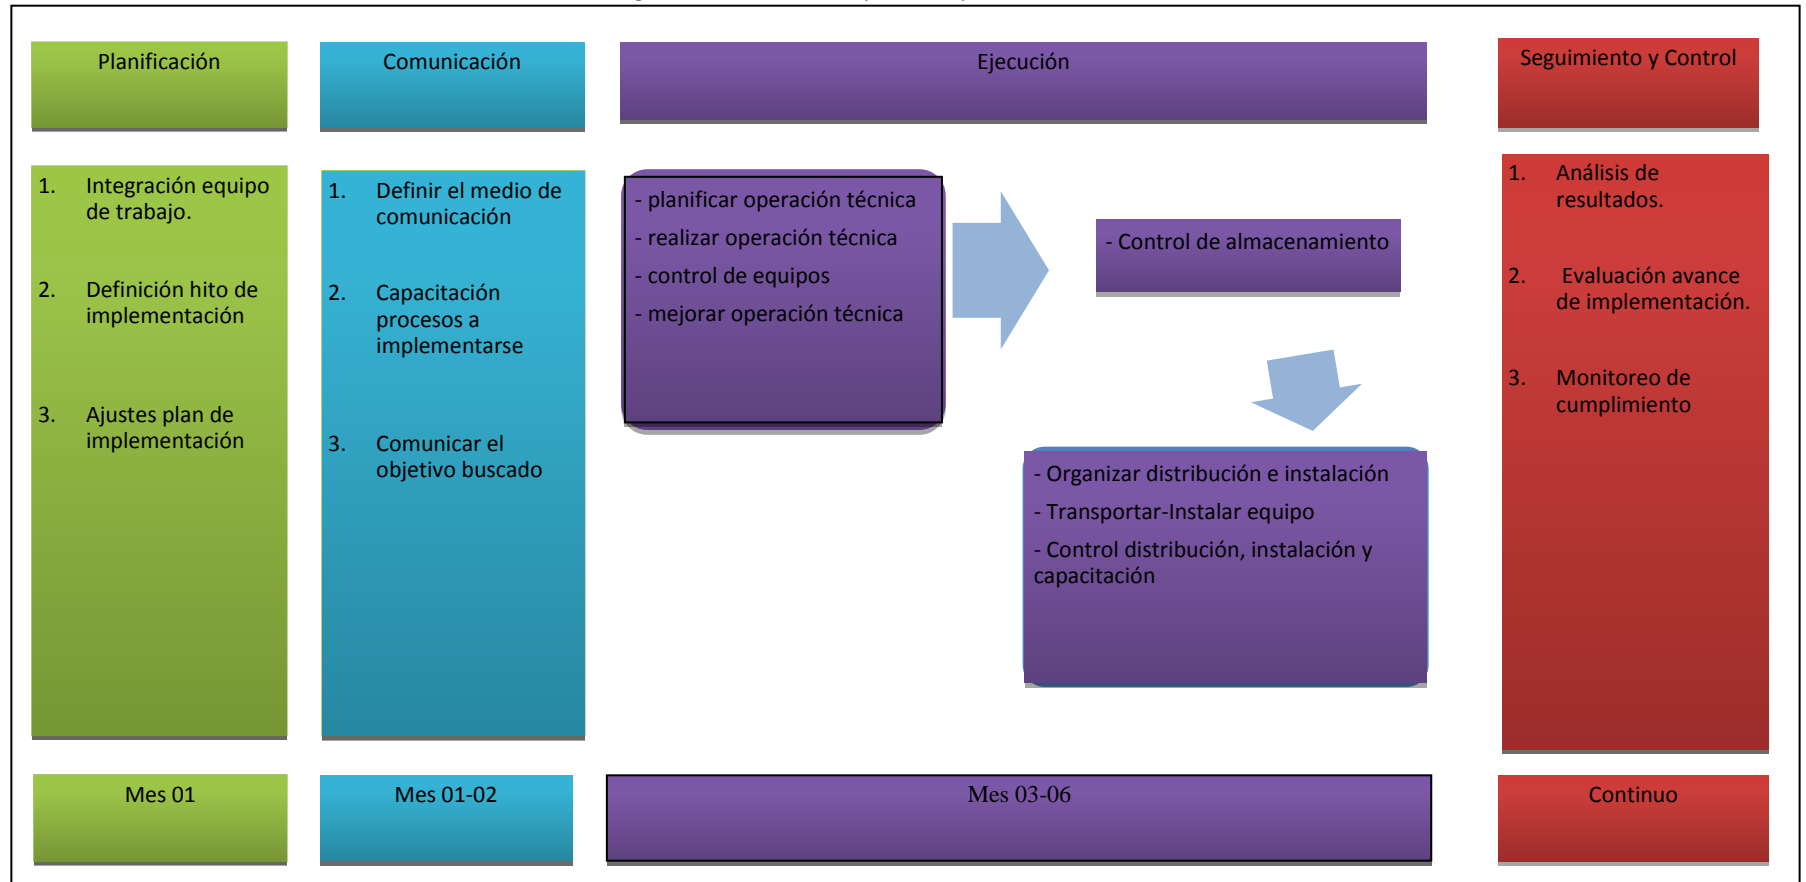 Planificación
Comunicación
Ejecución
Seguimiento y Control
1. Integración equipo
de trabajo.
2. Definición hito de
implementación
3. Ajustes plan de
implementación
1. Definir el medio de
comunicación
2. Capacitación
procesos a
implementarse
3. Comunicar el
objetivo buscado
- planificar operación técnica
- realizar operación técnica
- control de equipos
- mejorar operación técnica
- Control de almacenamiento
- Organizar distribución e instalación
- Transportar-Instalar equipo
- Control distribución, instalación y
capacitación
1. Análisis de
resultados.
2. Evaluación avance
de implementación.
3. Monitoreo de
cumplimiento
Mes 01
Mes 01-02
Mes 03-06
Continuo